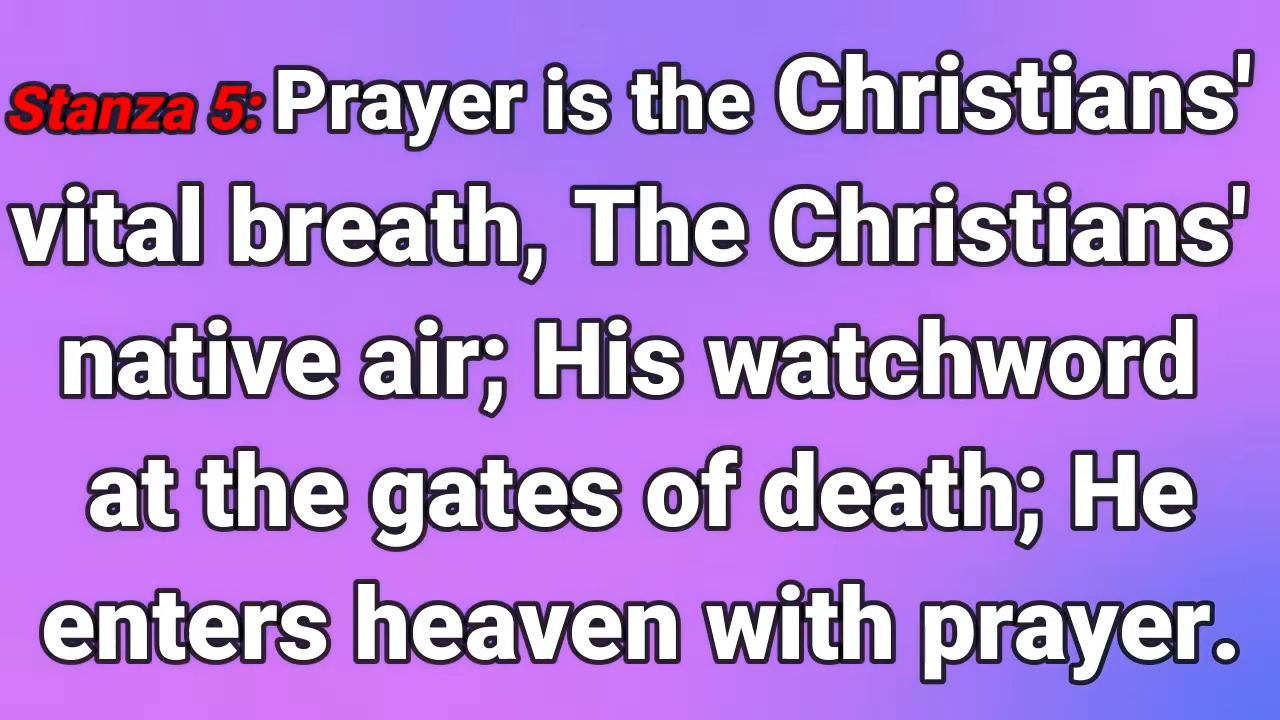 Stanza 5: Prayer is the Christians'
vital breath, The Christians'
native air; His watchword
at the gates of death; He
enters heaven with prayer.